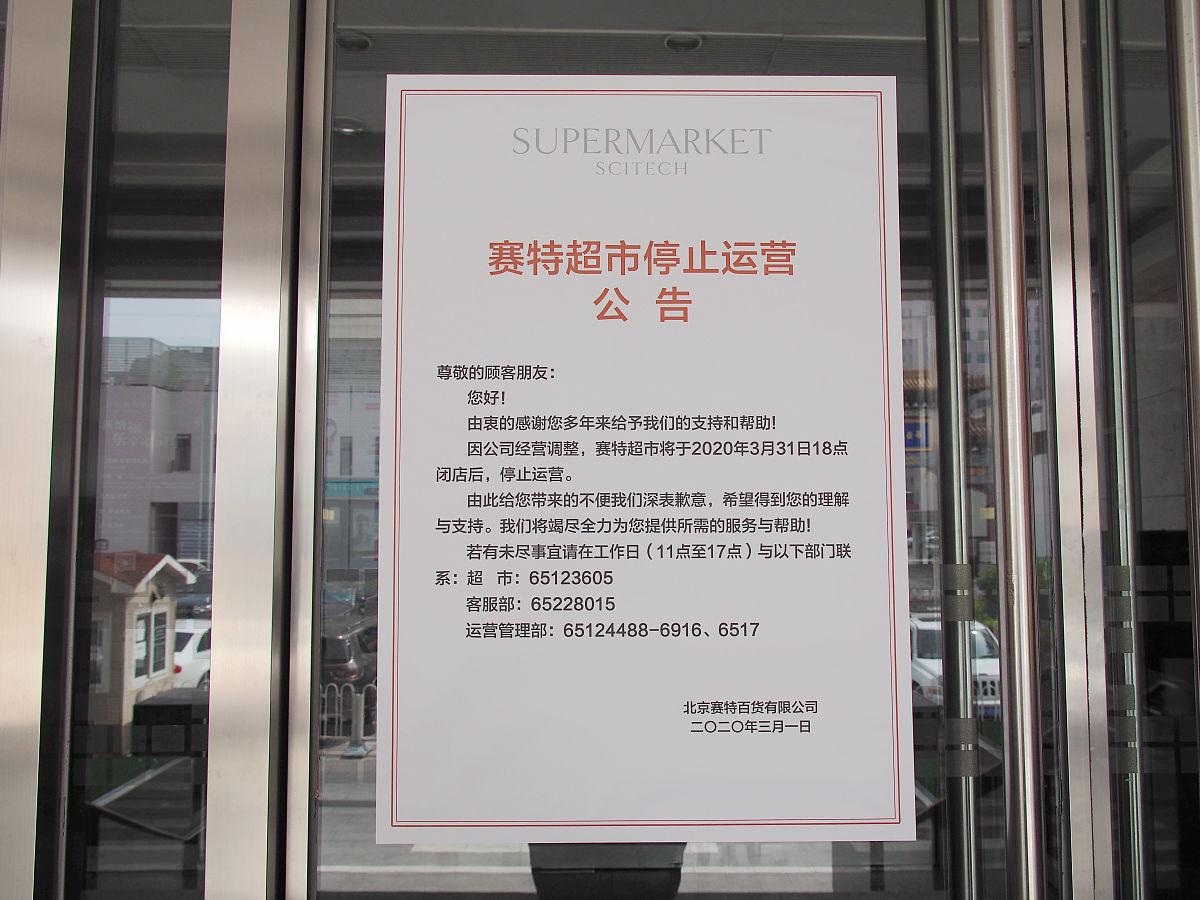 SUPERMARKET
SCITECH
赛特超市停止运营
公 告
尊敬的顾客朋友：
您好！
由衷的感谢您多年来给予我们的支持和帮助！
因公司经营调整，赛特超市将于2020年3月31日18点
闭店后，停止运营。
由此给您带来的不便我们深表歉意，希望得到您的理解
与支持。我们将竭尽全力为您提供所需的服务与帮助！
若有未尽事宜请在工作日（11点至17点）与以下部门联
系：超 市：65123605
客服部：65228015
运营管理部：65124488-6916、6517
北京赛特百货有限公司
二〇二〇年三月一日